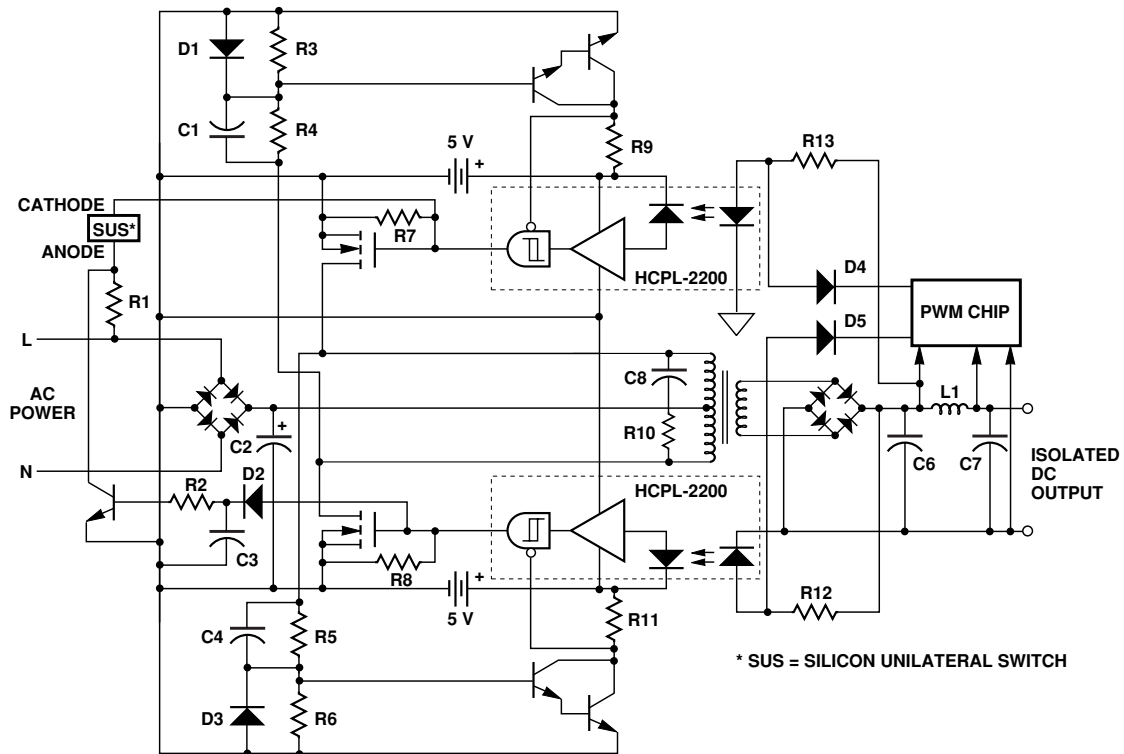 D1
R3
C1
R4
5 V
+
R9
R13
CATHODE
SUS*
ANODE
R7
HCPL-2200
R1
D4
D5
PWM CHIP
L
AC
POWER
N
C8
R10
L1
C2
+
C6
C7
ISOLATED
DC
OUTPUT
R2
D2
C3
HCPL-2200
R8
+
5 V
R11
R12
C4
R5
D3
R6
* SUS = SILICON UNILATERAL SWITCH